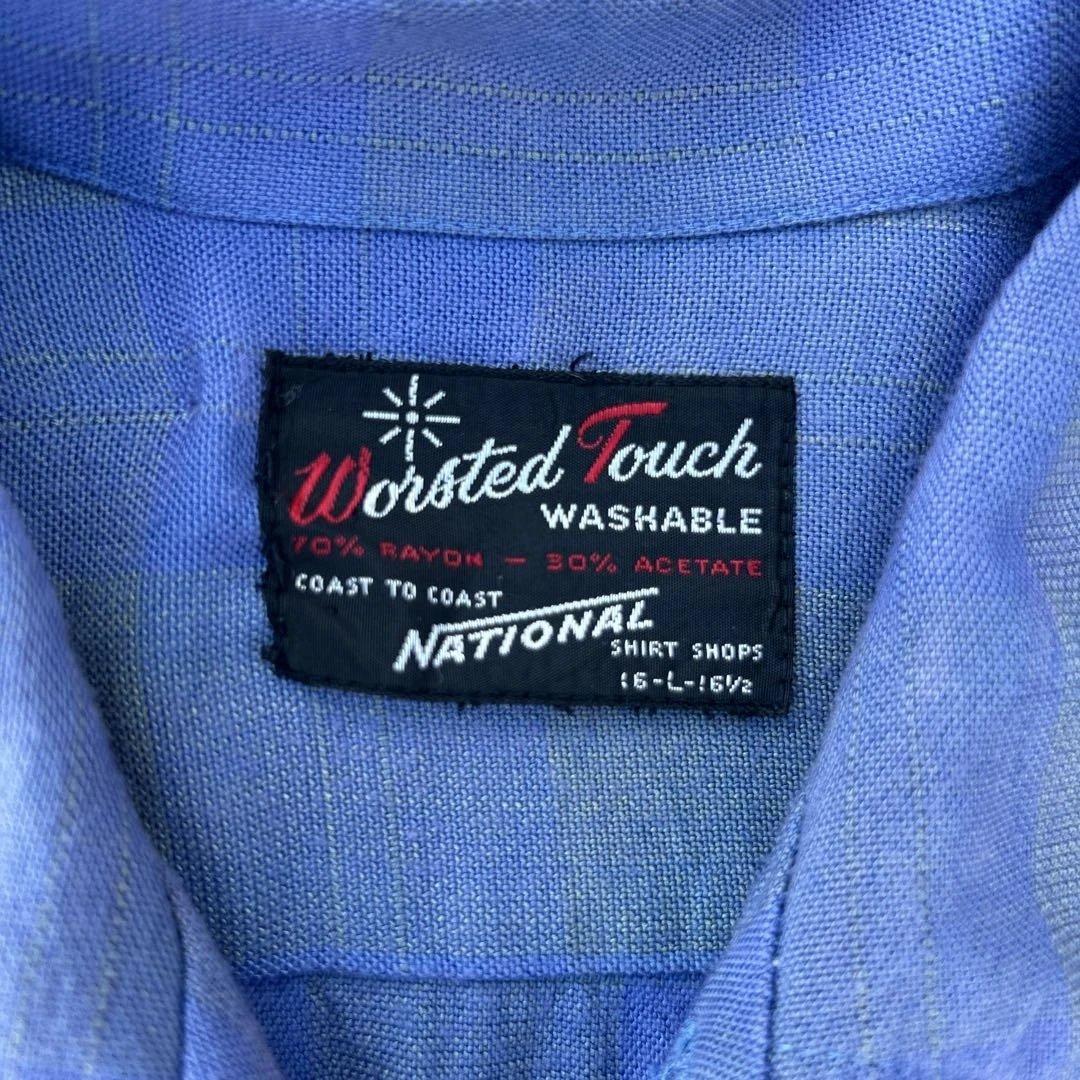 Worsted Touch
WASHABLE
70% RAYON — 30% ACETATE
COAST TO COAST
NATIONAL
SHIRT SHOPS
16-L-16½